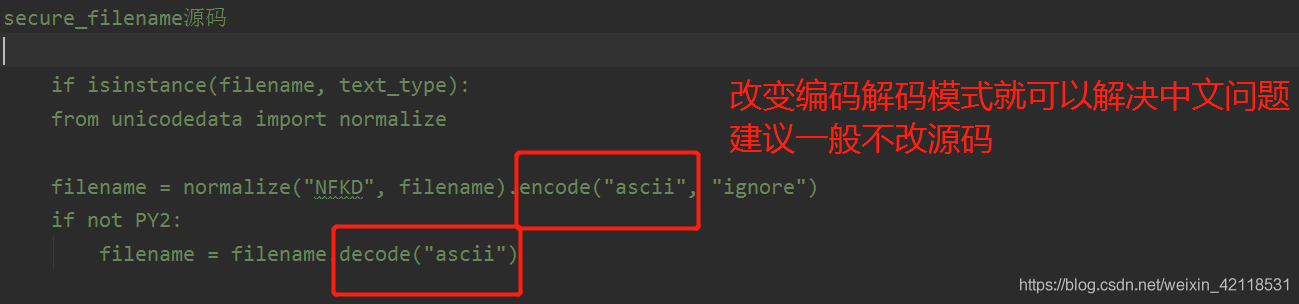 secure_filename源码
if isinstance(filename, text_type):
from unicodedata import normalize
改变编码解码模式就可以解决中文问题
建议一般不改源码
filename = normalize("NFKD", filename).encode("ascii", "ignore")
if not PY2:
filename = filename.decode("ascii")
https://blog.csdn.net/weixin_42118531